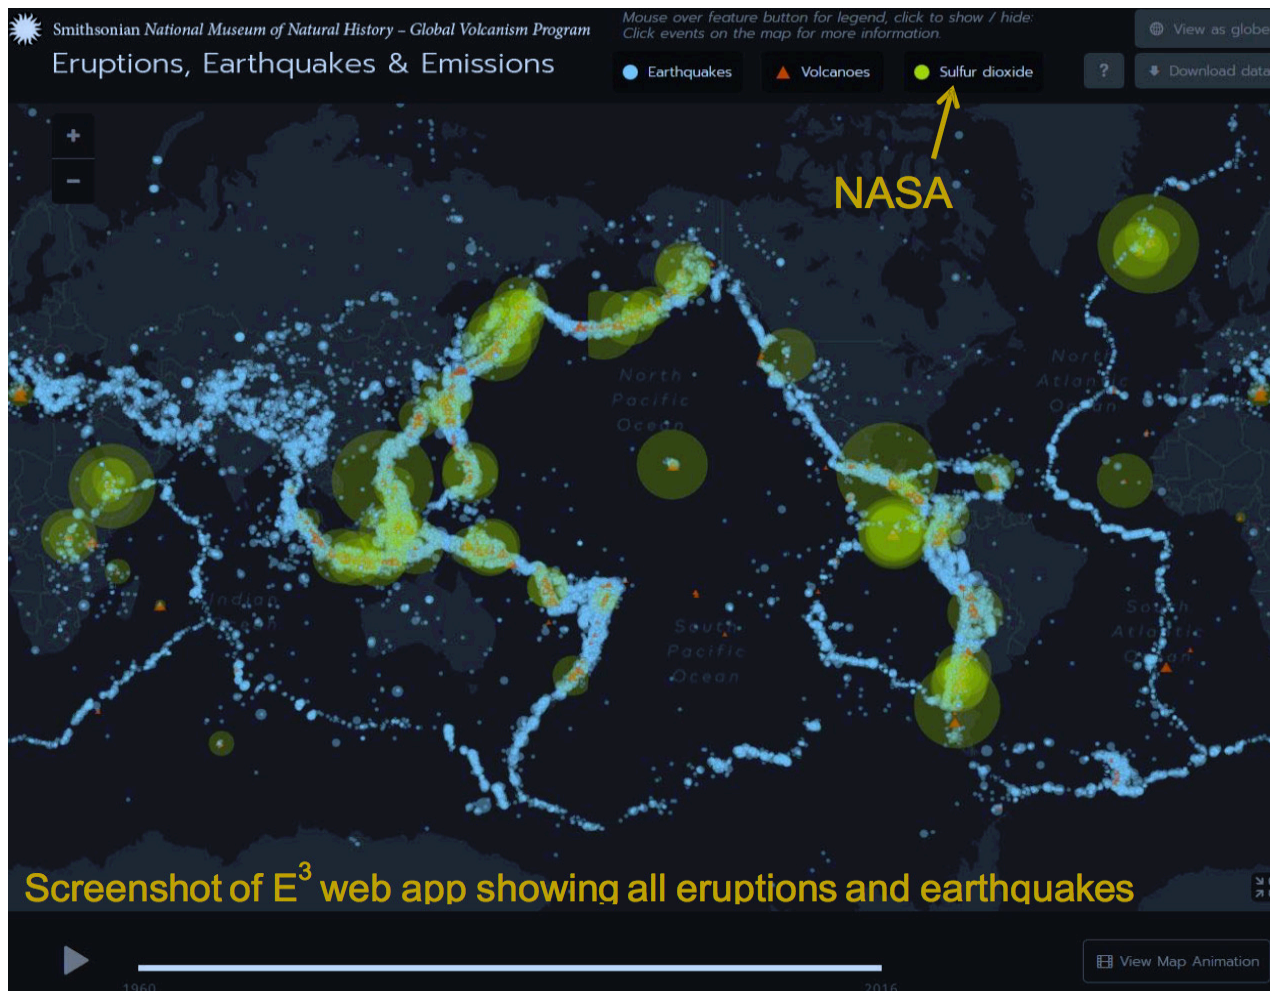 Smithsonian National Museum of Natural History – Global Volcanism Program
Eruptions, Earthquakes & Emissions
Mouse over feature button for legend, click to show / hide:
Click events on the map for more information.
Earthquakes
Volcanoes
Sulfur dioxide
?
View as globe
Download data
+
−
NASA
North
Pacific
Ocean
North
Atlantic
Ocean
Indian
Ocean
South
Pacific
Ocean
South
Atlantic
Ocean
Screenshot of E³ web app showing all eruptions and earthquakes
1960
2016
View Map Animation